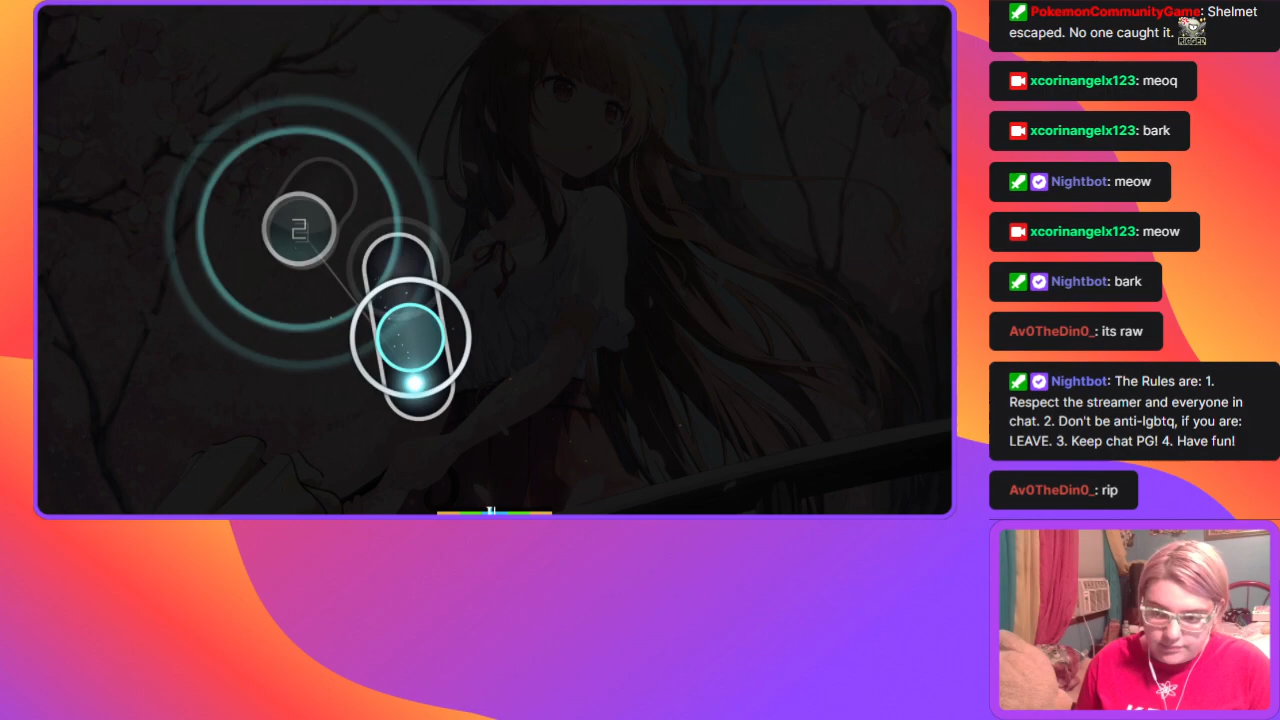 PokemonCommunityGame: Shelmet
escaped. No one caught it.
xcorinangelx123: meoq
xcorinangelx123: bark
Nightbot: meow
xcorinangelx123: meow
Nightbot: bark
Av0TheDin0_: its raw
Nightbot: The Rules are: 1.
Respect the streamer and everyone in
chat. 2. Don't be anti-lgbtq, if you are:
LEAVE. 3. Keep chat PG! 4. Have fun!
Av0TheDin0_: rip
2